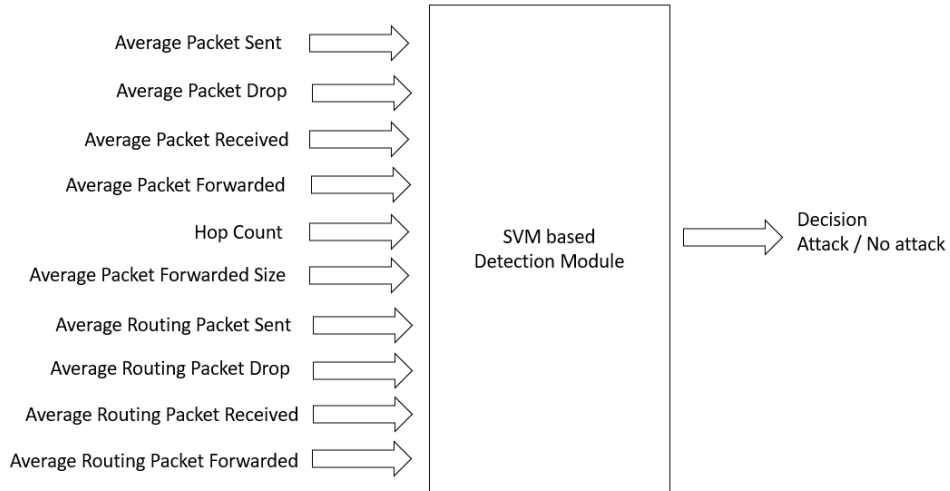 Average Packet Sent
Average Packet Drop
Average Packet Received
Average Packet Forwarded
Hop Count
Average Packet Forwarded Size
Average Routing Packet Sent
Average Routing Packet Drop
Average Routing Packet Received
Average Routing Packet Forwarded
SVM based
Detection Module
Decision
Attack / No attack